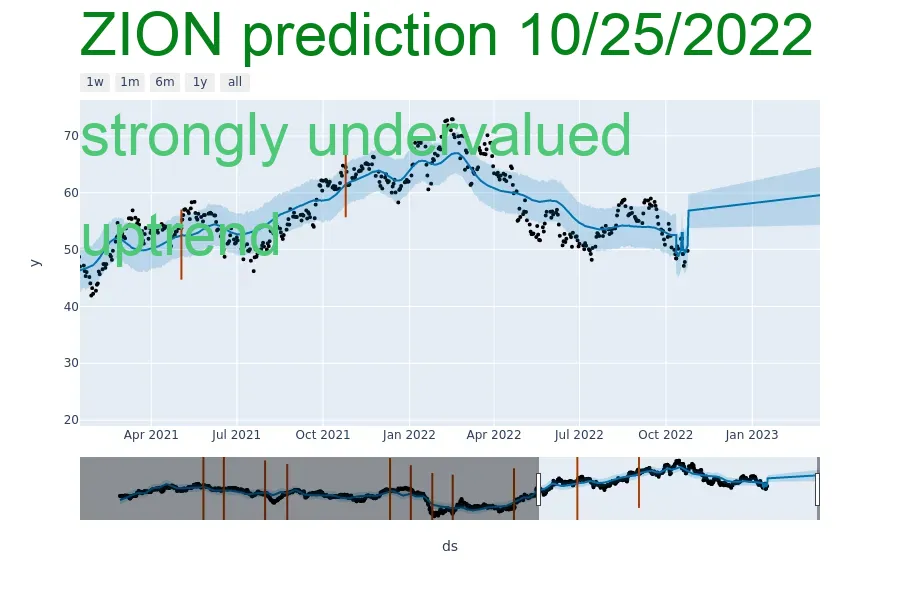 ZION prediction 10/25/2022
1w 1m 6m 1y all
strongly undervalued
uptrend
70
60
50
40
30
20
y
Apr 2021 Jul 2021 Oct 2021 Jan 2022 Apr 2022 Jul 2022 Oct 2022 Jan 2023
ds